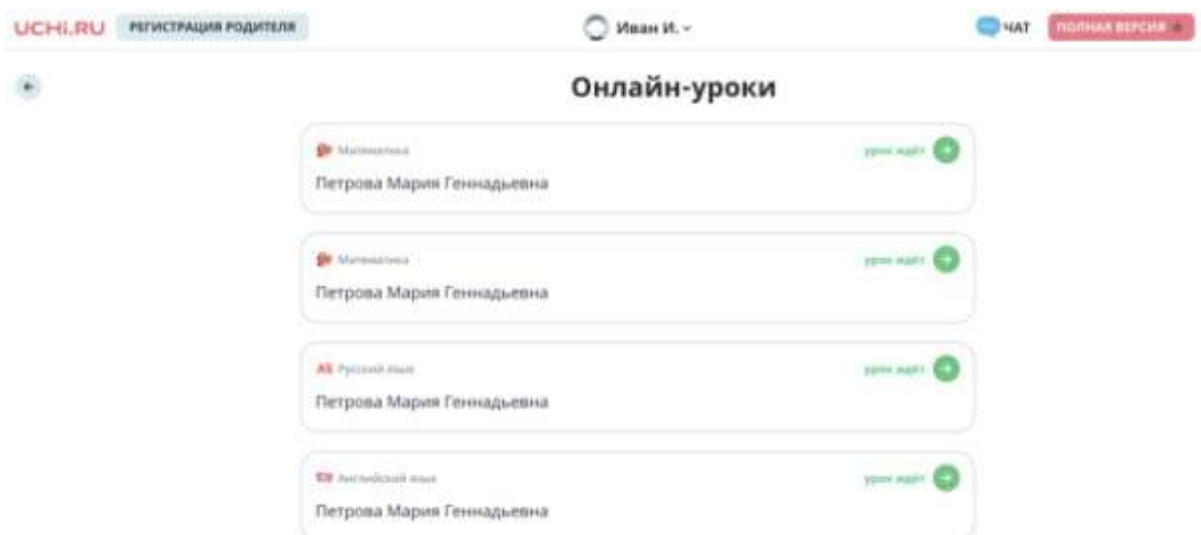 UCHi.RU РЕГИСТРАЦИЯ РОДИТЕЛЯ Иван И. ЧАТ ПОЛНАЯ ВЕРСИЯ
Онлайн-уроки
Математика урок идёт
Петрова Мария Геннадьевна
Математика урок идёт
Петрова Мария Геннадьевна
Русский язык урок идёт
Петрова Мария Геннадьевна
Английский язык урок идёт
Петрова Мария Геннадьевна